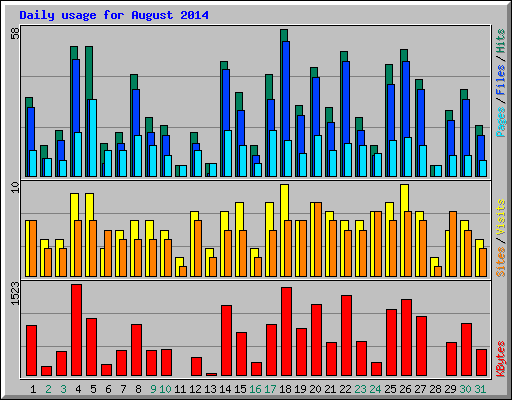 Daily usage for August 2014
58
Pages / Files / Hits
10
Sites / Visits
1523
KBytes
1 2 3 4 5 6 7 8 9 10 11 12 13 14 15 16 17 18 19 20 21 22 23 24 25 26 27 28 29 30 31